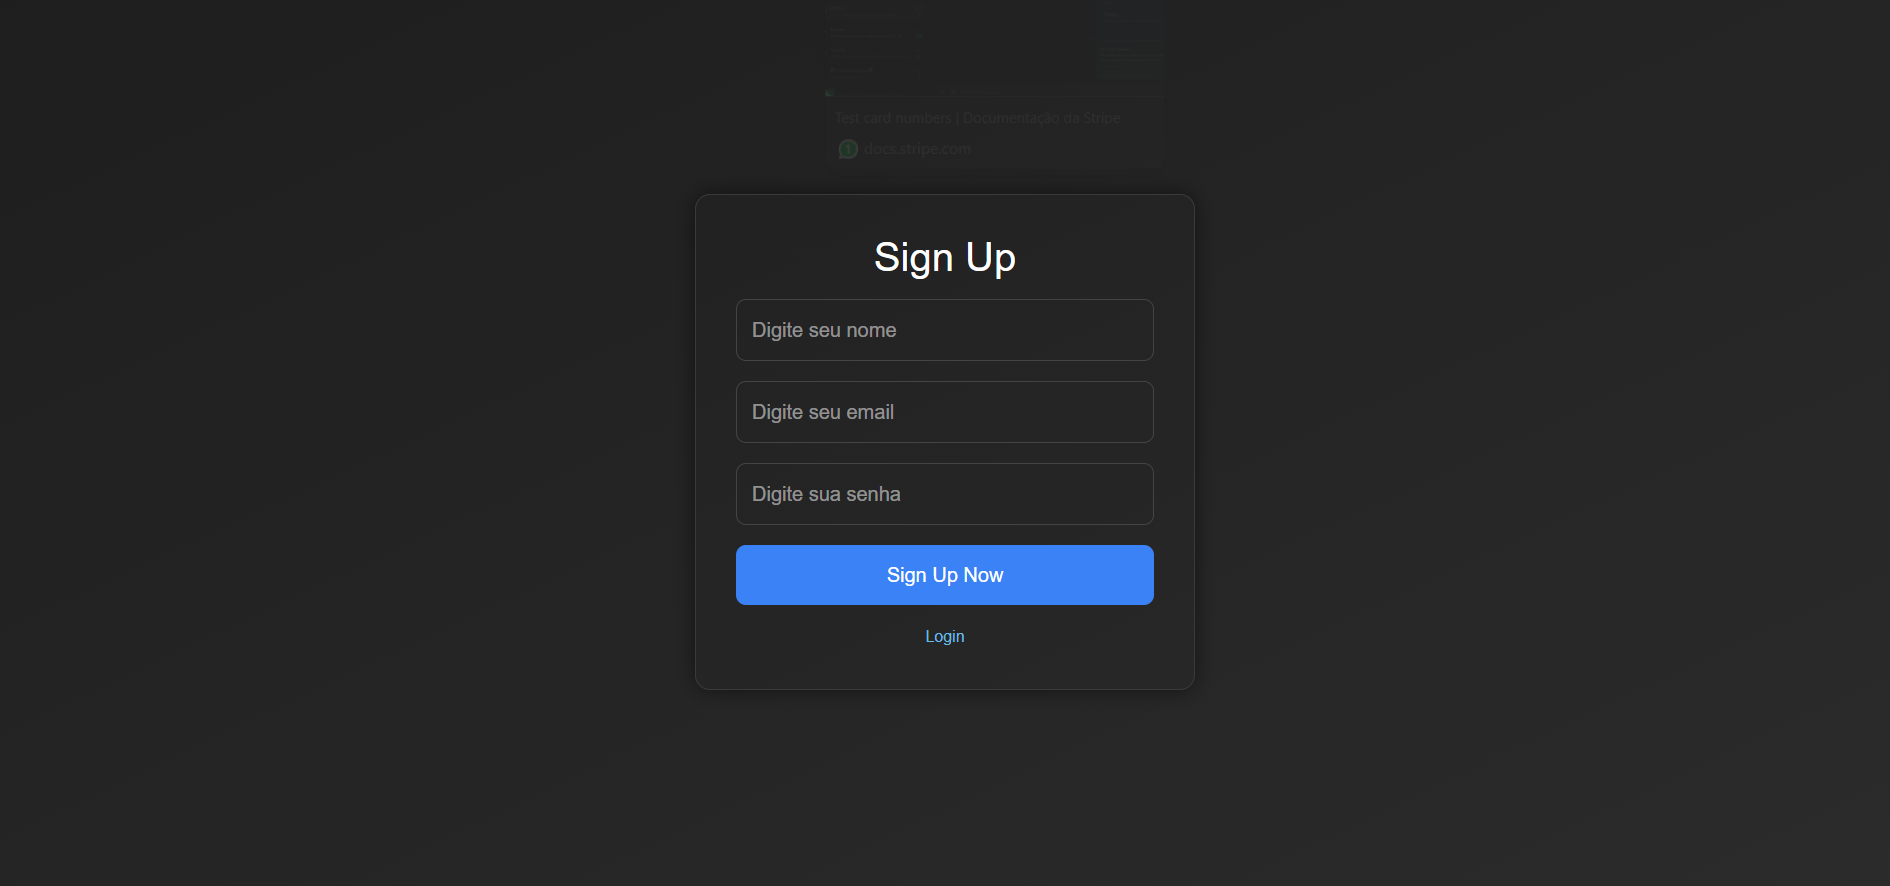 Test card numbers | Documentação da Stripe
docs.stripe.com
Sign Up
Digite seu nome
Digite seu email
Digite sua senha
Sign Up Now
Login